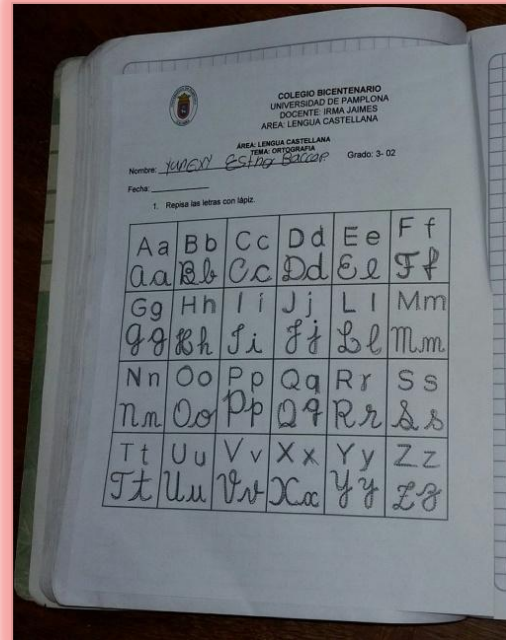 COLEGIO BICENTENARIO
UNIVERSIDAD DE PAMPLONA
DOCENTE: IRMA JAIMES
AREA: LENGUA CASTELLANA
ÁREA: LENGUA CASTELLANA
TEMA: ORTOGRAFIA
Nombre: Esther Grado: 3- 02
Fecha:
1. Repisa las letras con lápiz.
Aa Bb Cc Dd Ee Ff
Aa Bb Cc Dd Ee Ff
Gg Hh Ii Jj Ll Mm
Gg Hh Ii Jj Ll Mm
Nn Oo Pp Qq Rr Ss
Nn Oo Pp Qq Rr Ss
Tt Uu Vv Xx Yy Zz
Tt Uu Vv Xx Yy Zz